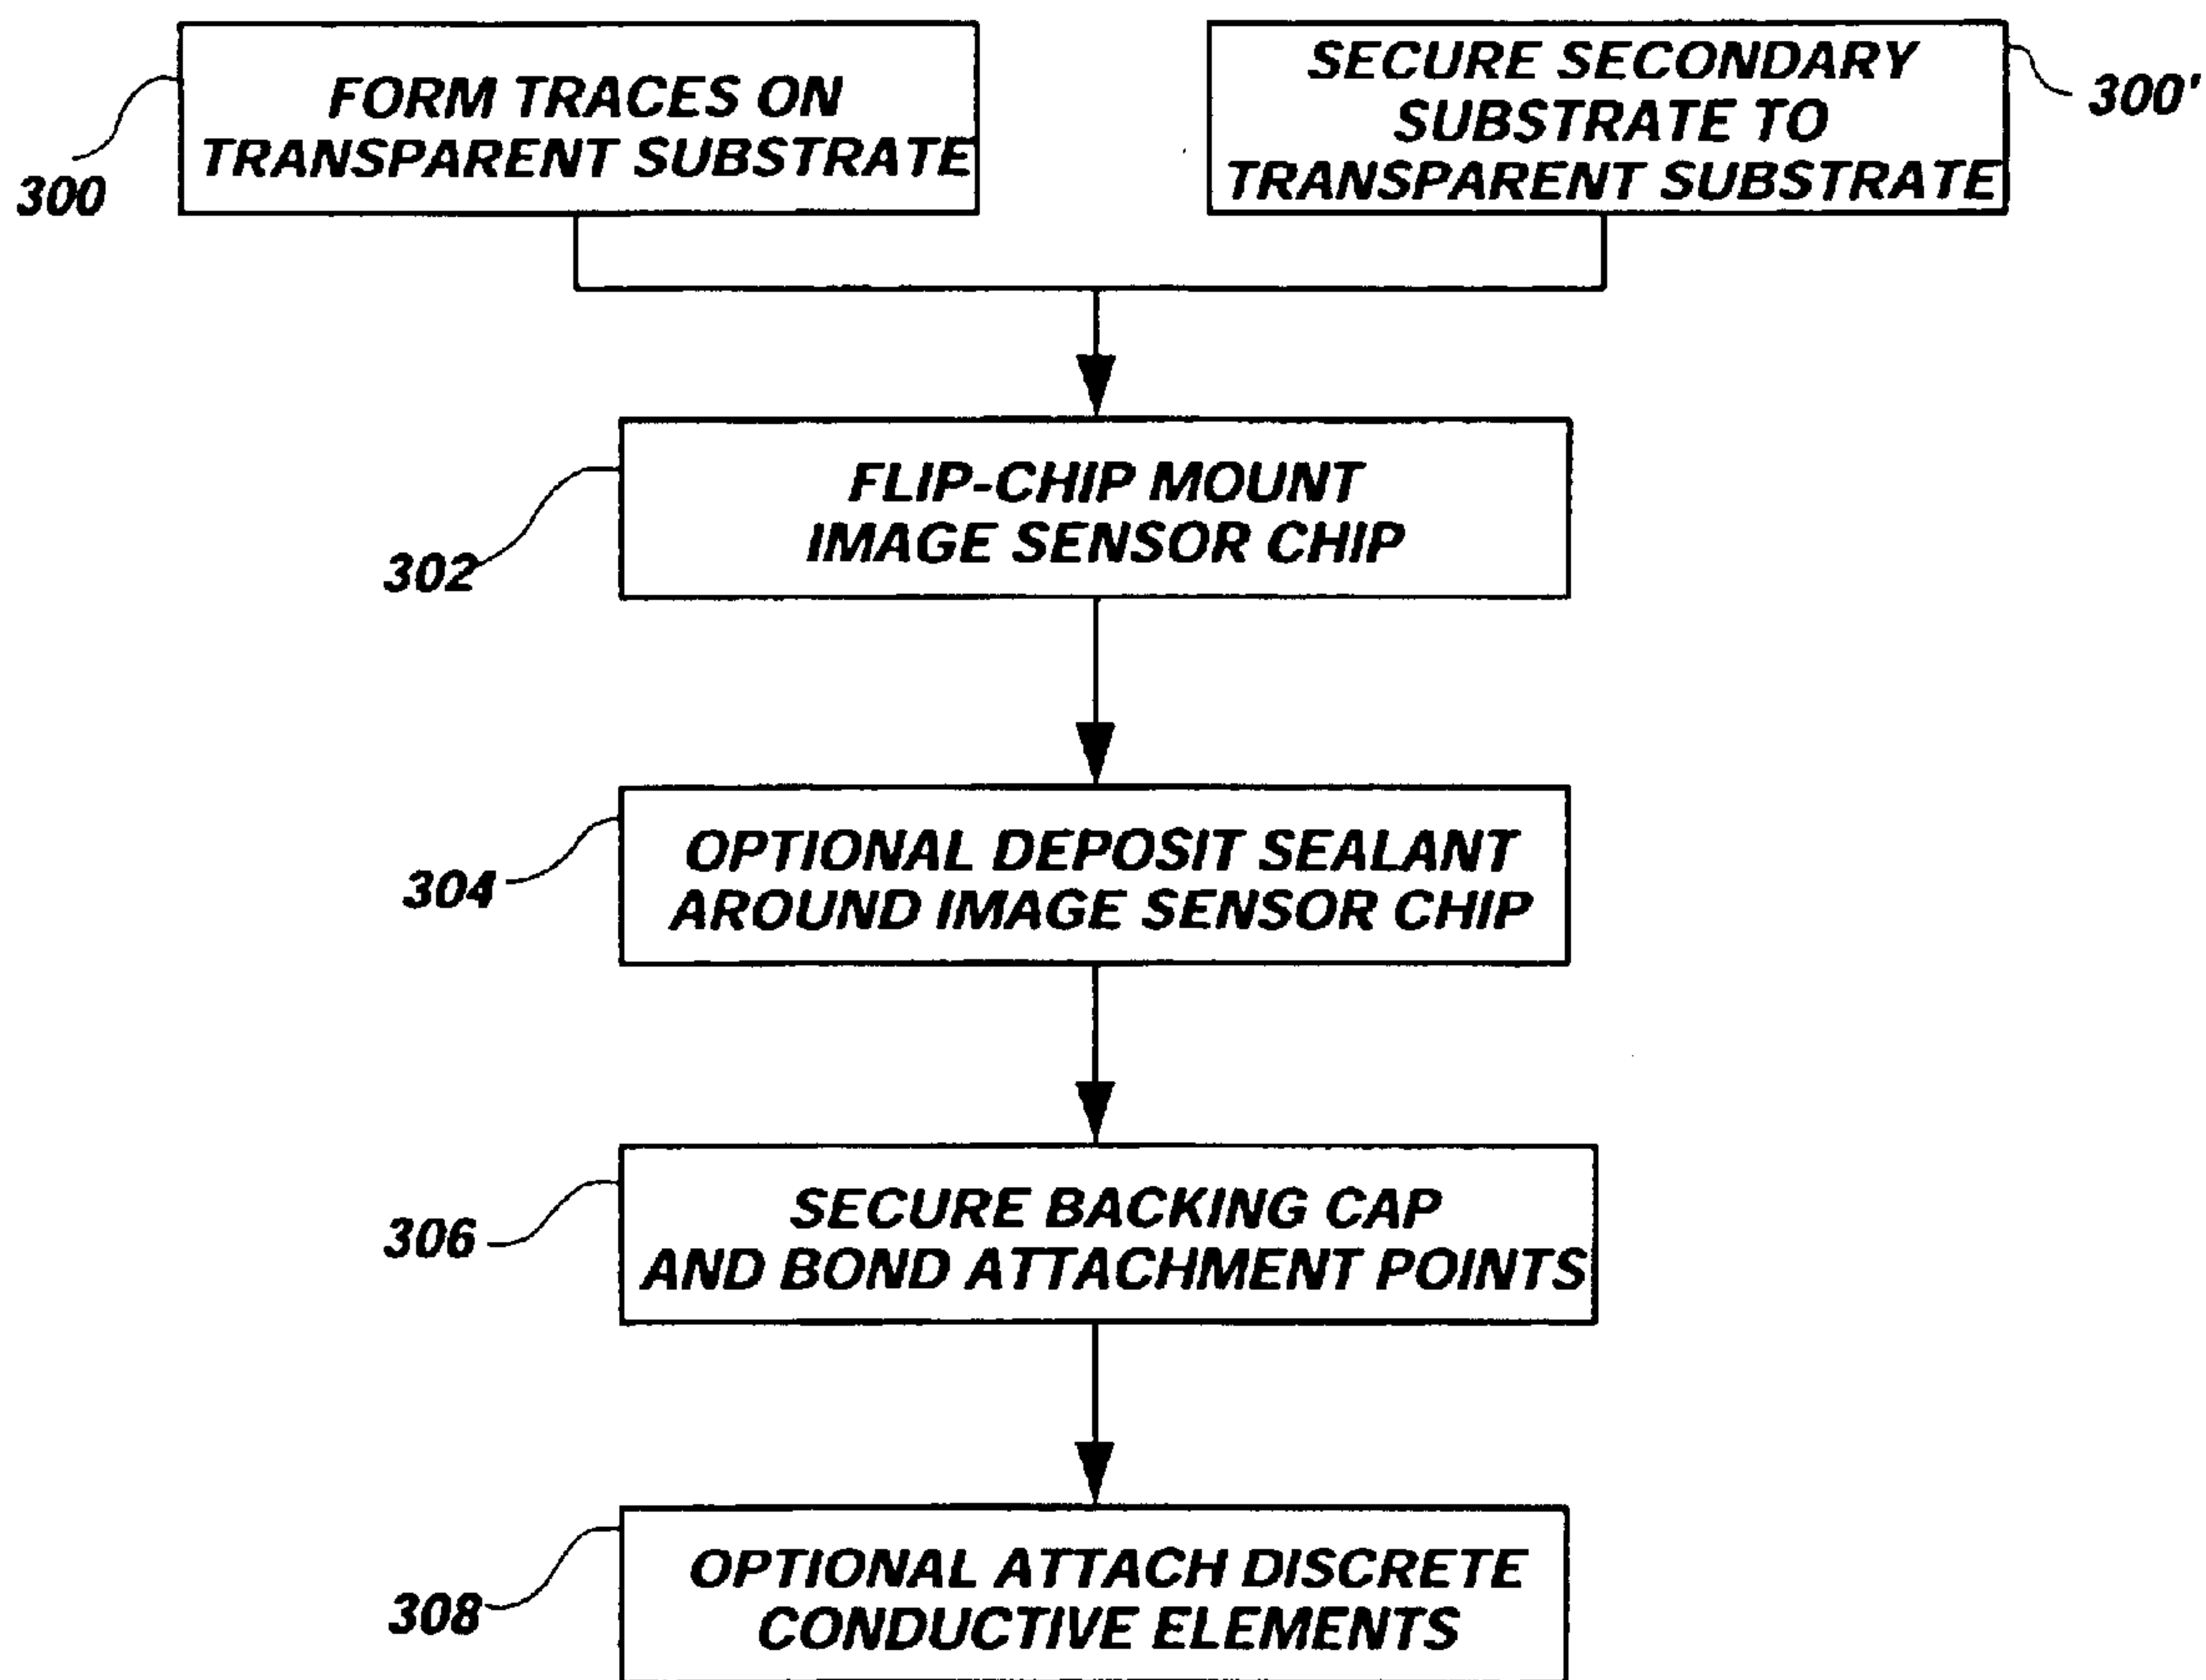 FORM TRACES ON
TRANSPARENT SUBSTRATE
300
SECURE SECONDARY
SUBSTRATE TO
TRANSPARENT SUBSTRATE
300'
FLIP-CHIP MOUNT
IMAGE SENSOR CHIP
302
OPTIONAL DEPOSIT SEALANT
AROUND IMAGE SENSOR CHIP
304
SECURE BACKING CAP
AND BOND ATTACHMENT POINTS
306
OPTIONAL ATTACH DISCRETE
CONDUCTIVE ELEMENTS
308